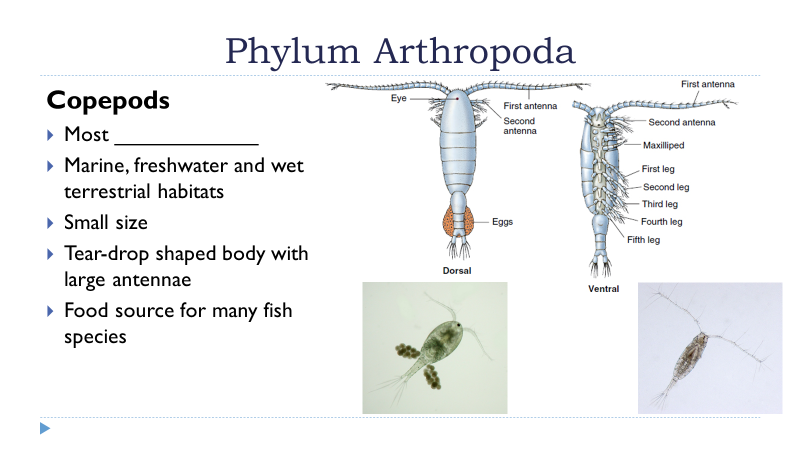 Phylum Arthropoda
Copepods
Most _______________
Marine, freshwater and wet
terrestrial habitats
Small size
Tear-drop shaped body with
large antennae
Food source for many fish
species
Eye
First antenna
Second
antenna
Eggs
Dorsal
First antenna
Second antenna
Maxilliped
First leg
Second leg
Third leg
Fourth leg
Fifth leg
Ventral